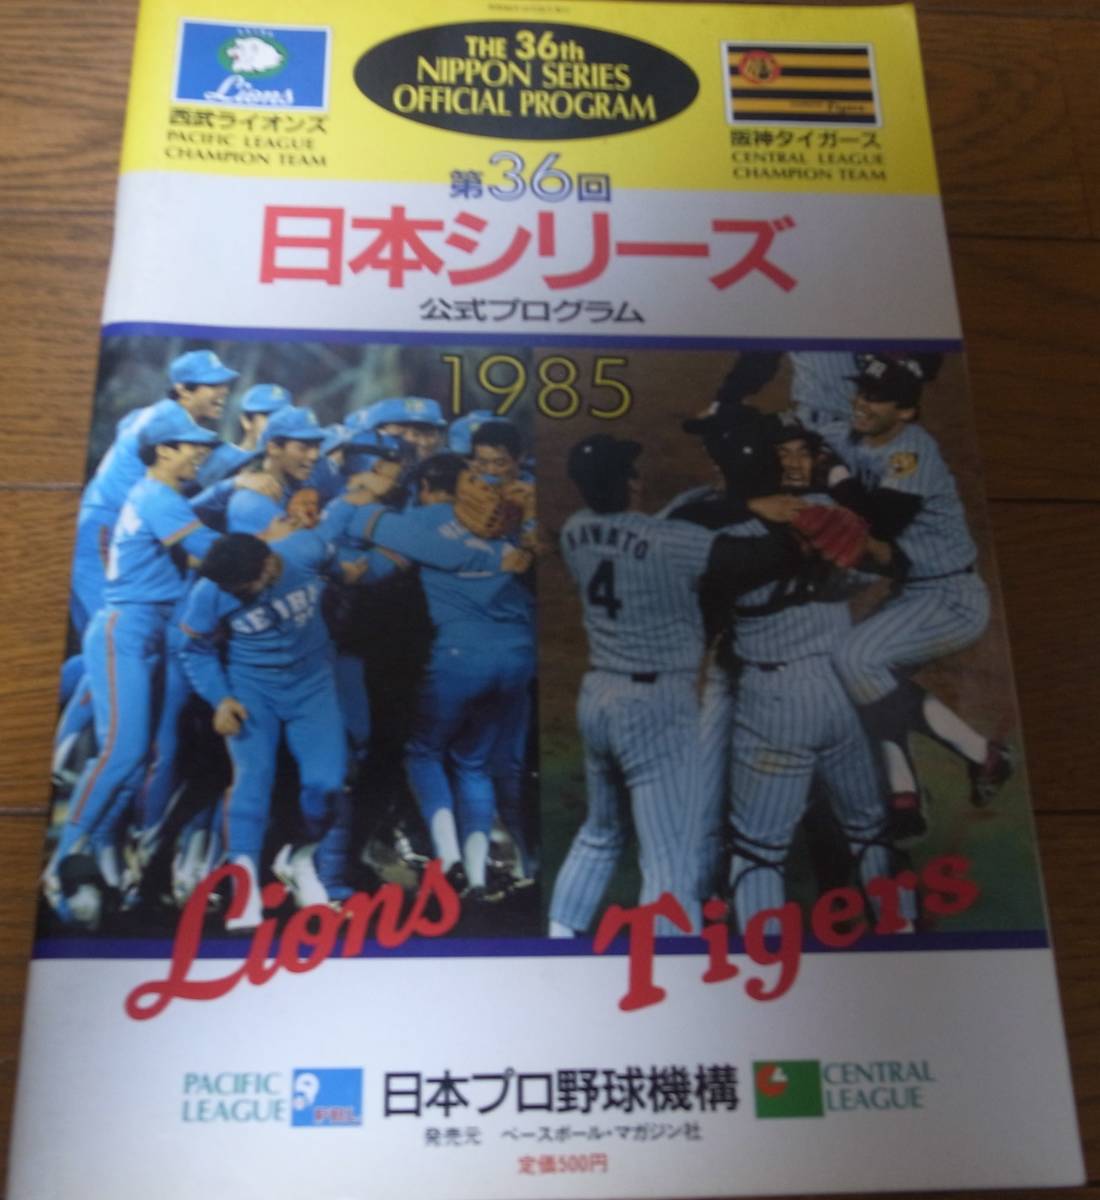 Lions
西武ライオンズ
PACIFIC LEAGUE
CHAMPION TEAM
THE 36th
NIPPON SERIES
OFFICIAL PROGRAM
Tigers
阪神タイガース
CENTRAL LEAGUE
CHAMPION TEAM
第36回
日本シリーズ
公式プログラム
1985
KAWATO
4
Lions
Tigers
PACIFIC
LEAGUE
PBL
日本プロ野球機構
CENTRAL
LEAGUE
発売元 ベースボール・マガジン社
定価500円